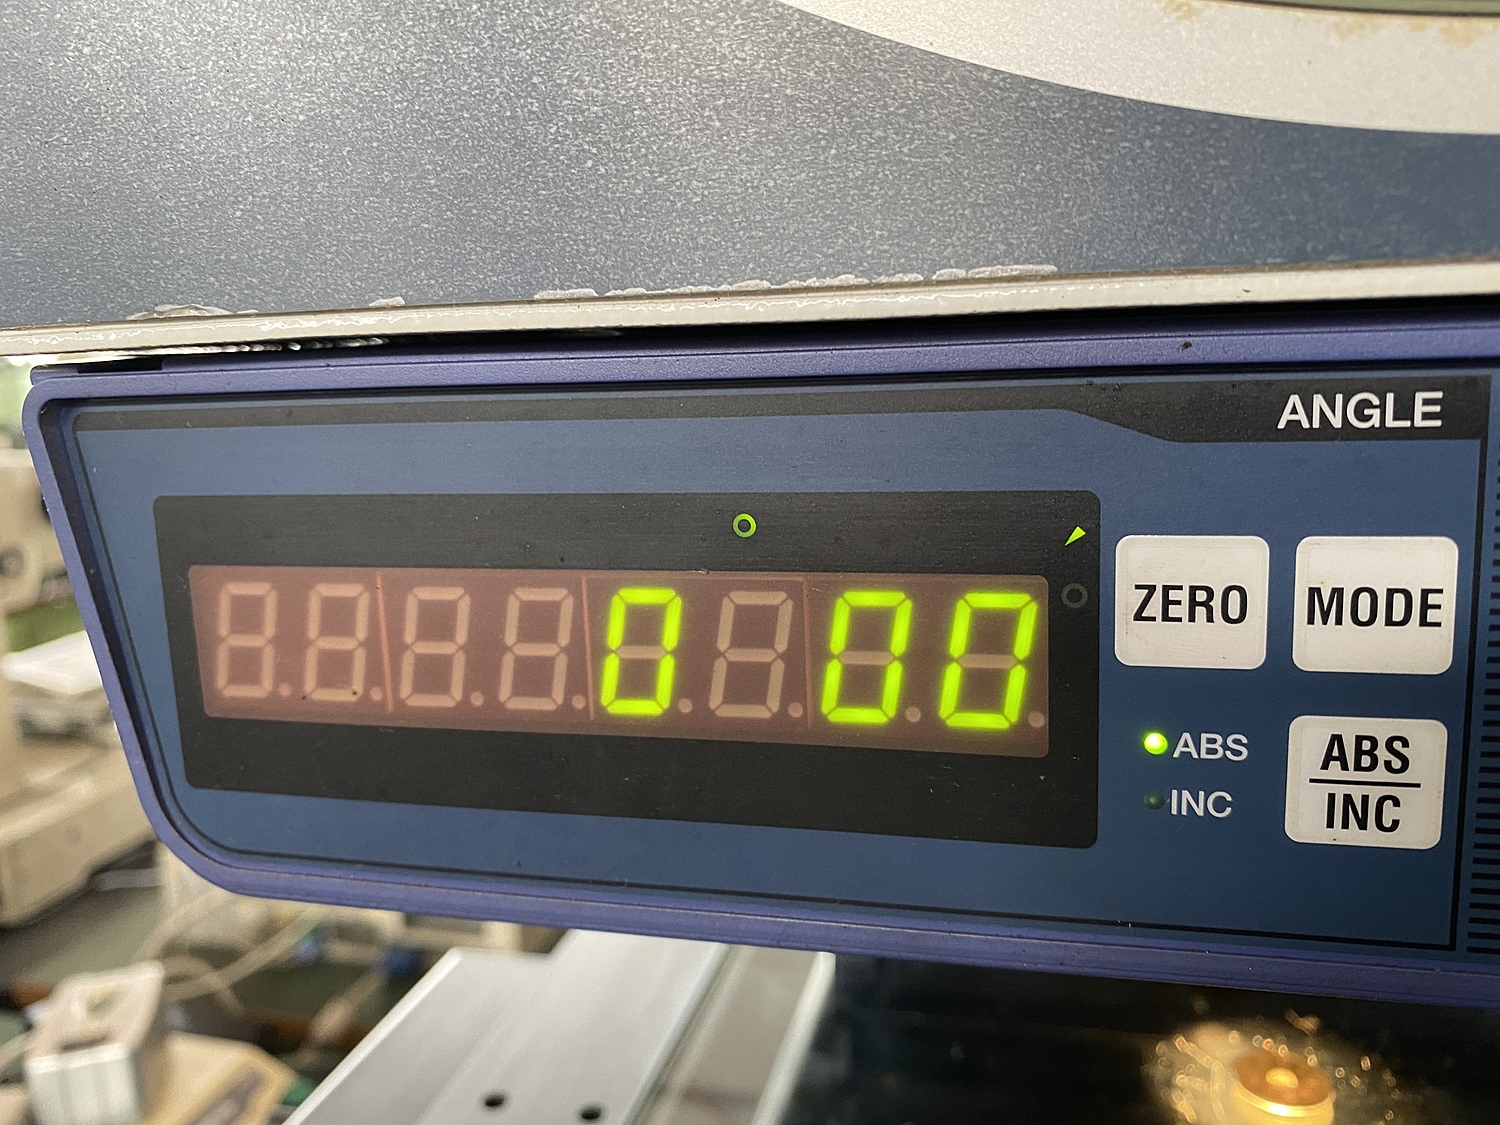 ANGLE
° ′
0 00
ZERO
MODE
ABS
INC
ABS
INC